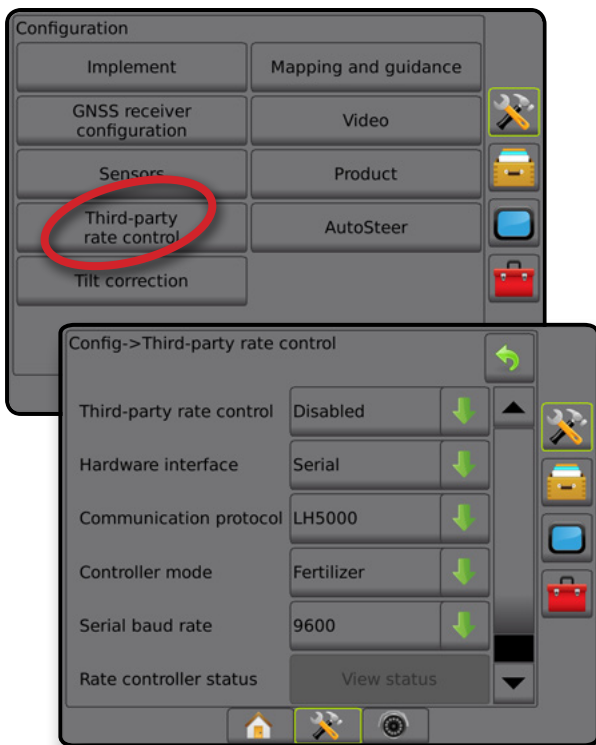 Configuration
Implement
Mapping and guidance
GNSS receiver
configuration
Video
Sensors
Product
Third-party
rate control
AutoSteer
Tilt correction
Config->Third-party rate control
Third-party rate control
Disabled
Hardware interface
Serial
Communication protocol
LH5000
Controller mode
Fertilizer
Serial baud rate
9600
Rate controller status
View status